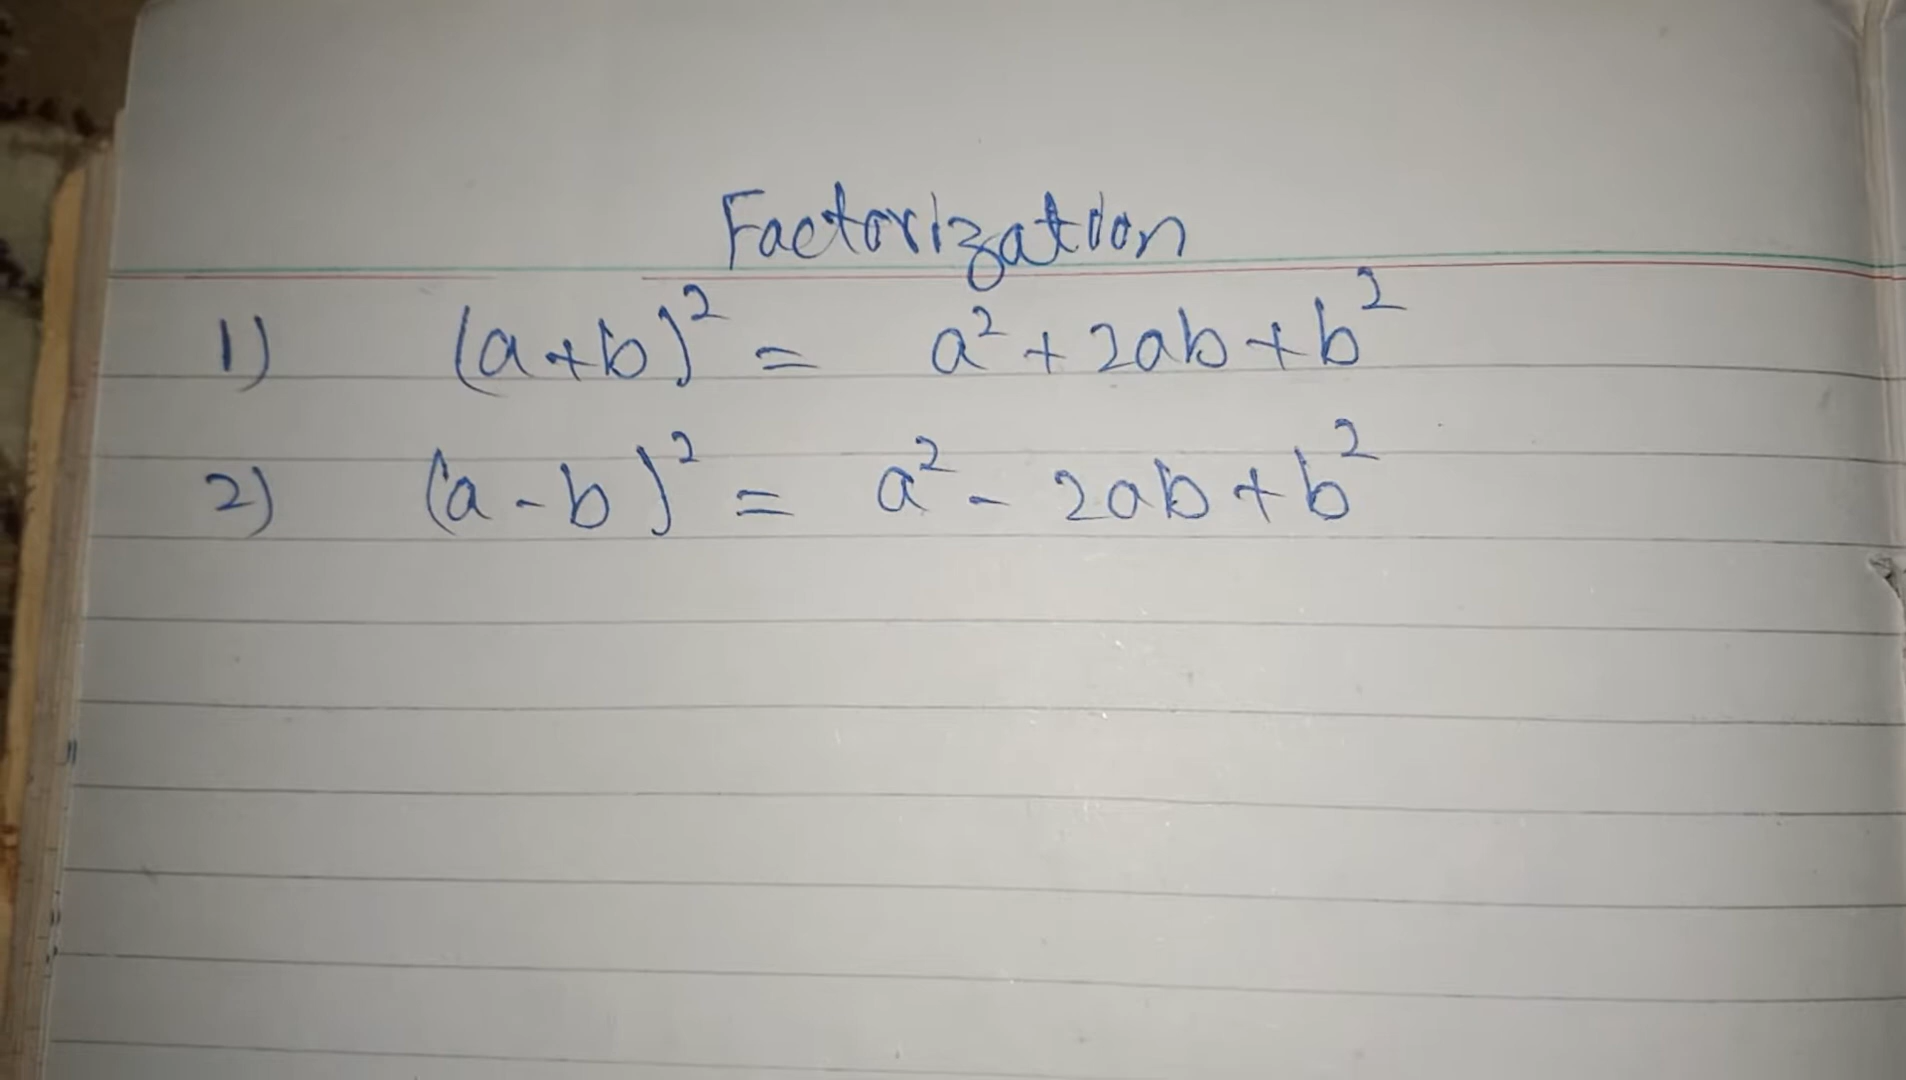 Factorization
1) (a+b)² = a² + 2ab + b²
2) (a-b)² = a² - 2ab + b²